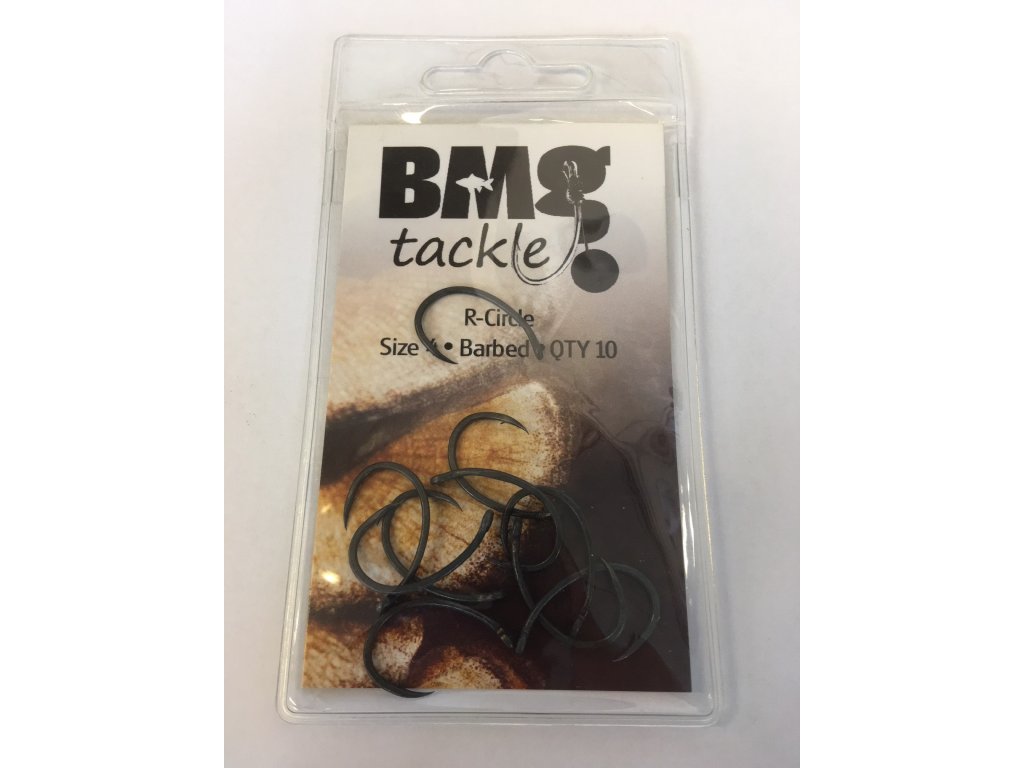 BMg
tackle
R-Circle
Size 4 • Barbed • QTY 10